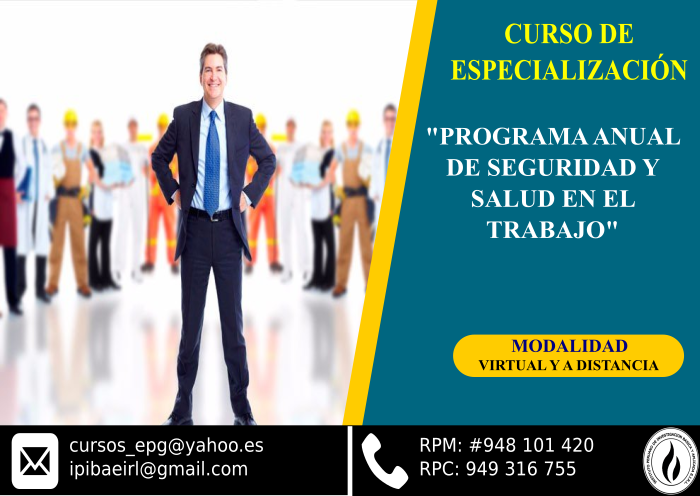 CURSO DE
ESPECIALIZACIÓN
"PROGRAMA ANUAL
DE SEGURIDAD Y
SALUD EN EL
TRABAJO"
MODALIDAD
VIRTUAL Y A DISTANCIA
cursos_epg@yahoo.es
ipibaeirl@gmail.com
RPM: #948 101 420
RPC: 949 316 755